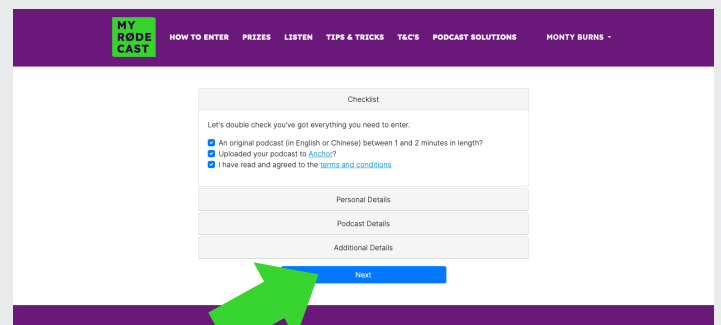 MY
RØDE
CAST
HOW TO ENTER PRIZES LISTEN TIPS & TRICKS T&C'S PODCAST SOLUTIONS MONTY BURNS
Checklist
Let's double check you've got everything you need to enter.
An original podcast (in English or Chinese) between 1 and 2 minutes in length?
Uploaded your podcast to Anchor?
I have read and agreed to the terms and conditions
Personal Details
Podcast Details
Additional Details
Next